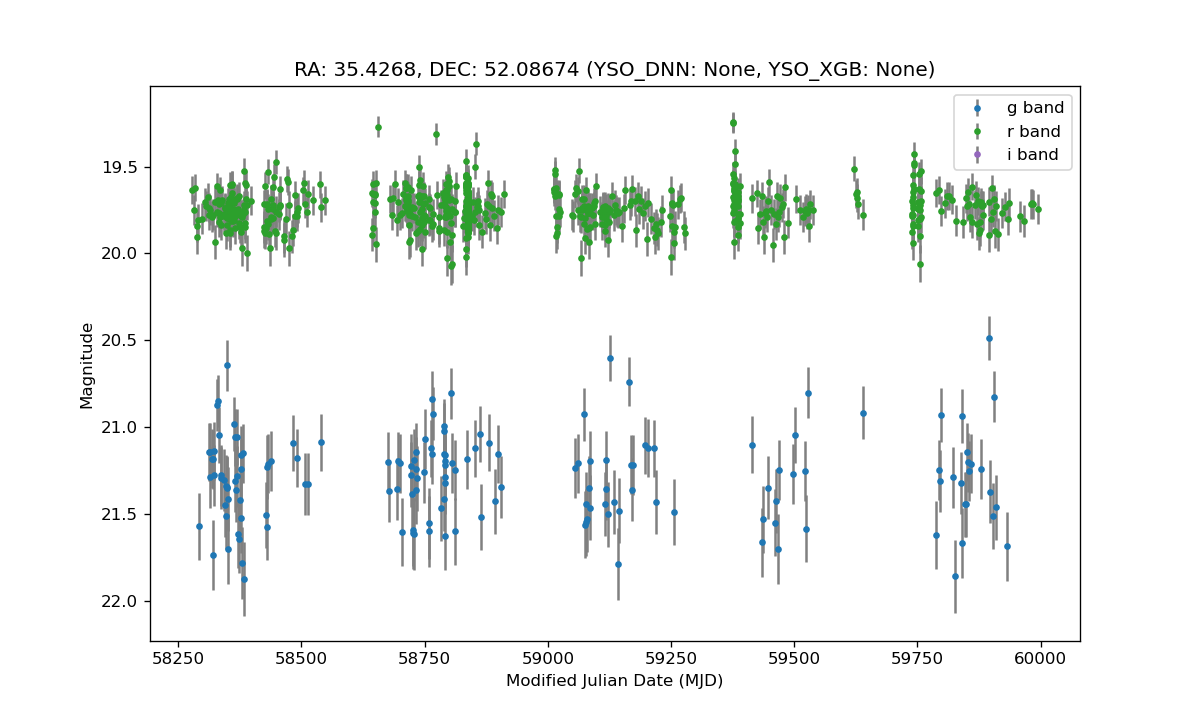 RA: 35.4268, DEC: 52.08674 (YSO_DNN: None, YSO_XGB: None)
g band
r band
i band
19.5
20.0
20.5
21.0
21.5
22.0
Magnitude
58250 58500 58750 59000 59250 59500 59750 60000
Modified Julian Date (MJD)